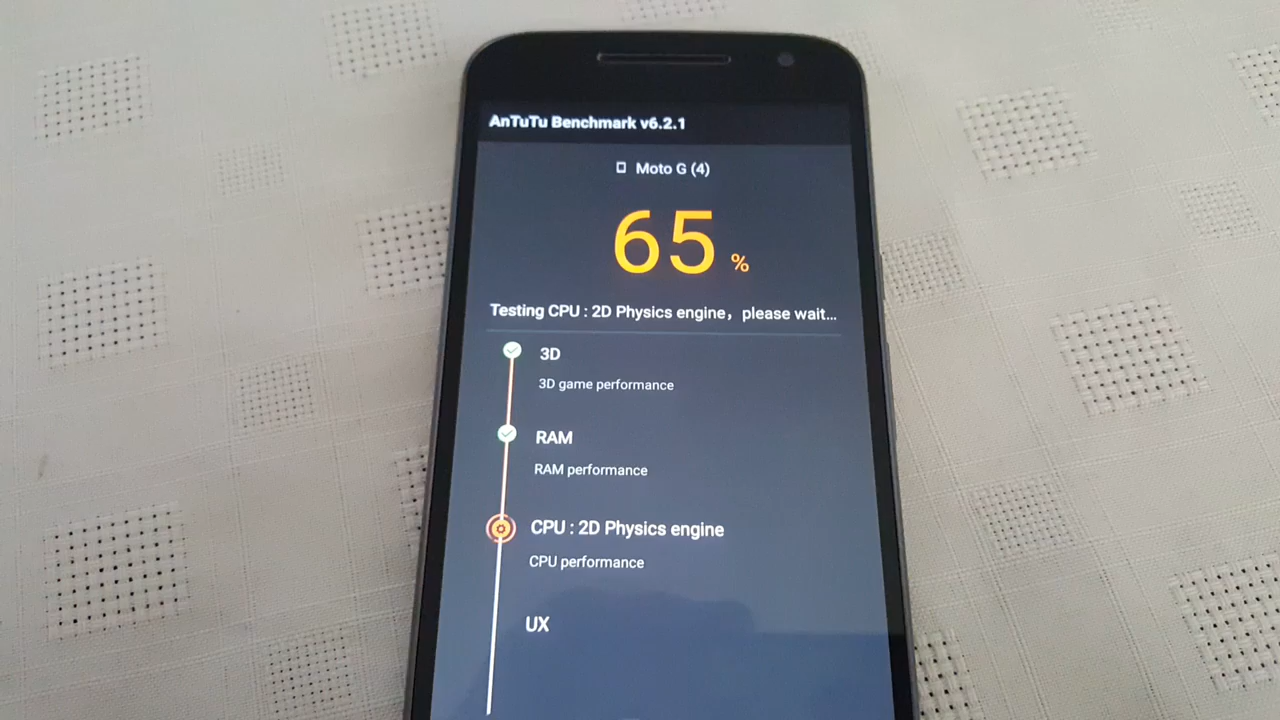 AnTuTu Benchmark v6.2.1
Moto G (4)
65 %
Testing CPU : 2D Physics engine，please wait...
3D
3D game performance
RAM
RAM performance
CPU : 2D Physics engine
CPU performance
UX